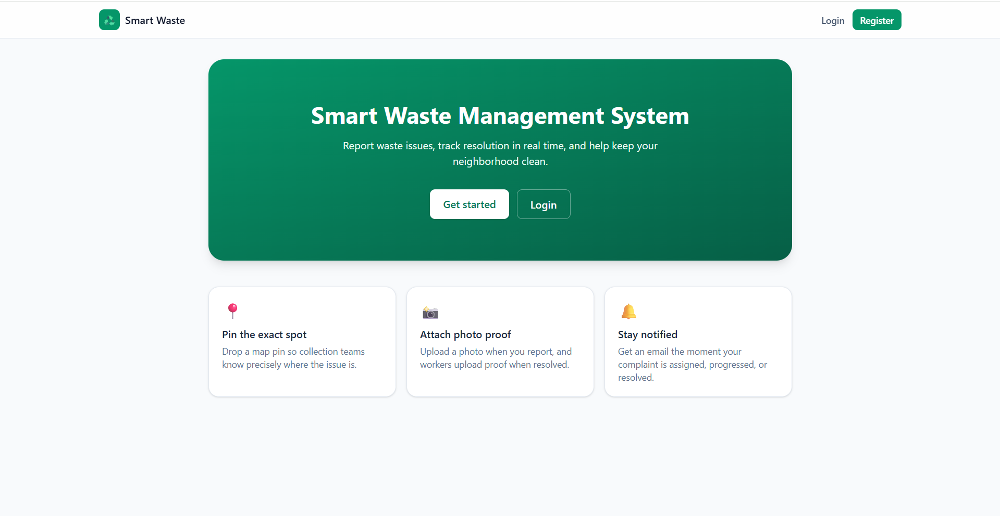 Smart Waste
Login
Register
Smart Waste Management System
Report waste issues, track resolution in real time, and help keep your
neighborhood clean.
Get started
Login
Pin the exact spot
Drop a map pin so collection teams
know precisely where the issue is.
Attach photo proof
Upload a photo when you report, and
workers upload proof when resolved.
Stay notified
Get an email the moment your
complaint is assigned, progressed, or
resolved.